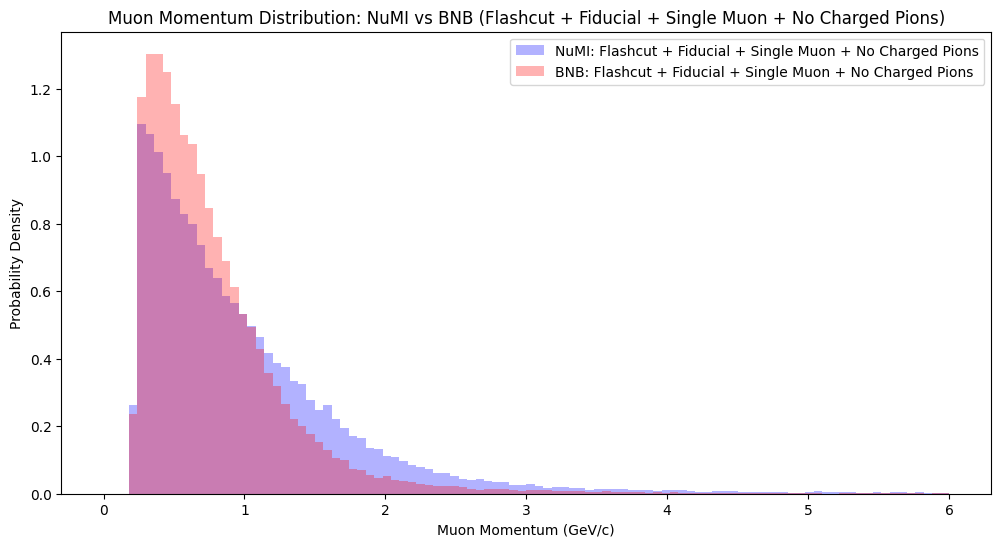 Muon Momentum Distribution: NuMI vs BNB (Flashcut + Fiducial + Single Muon + No Charged Pions)
NuMI: Flashcut + Fiducial + Single Muon + No Charged Pions
BNB: Flashcut + Fiducial + Single Muon + No Charged Pions
Probability Density
1.2
1.0
0.8
0.6
0.4
0.2
0.0
0 1 2 3 4 5 6
Muon Momentum (GeV/c)